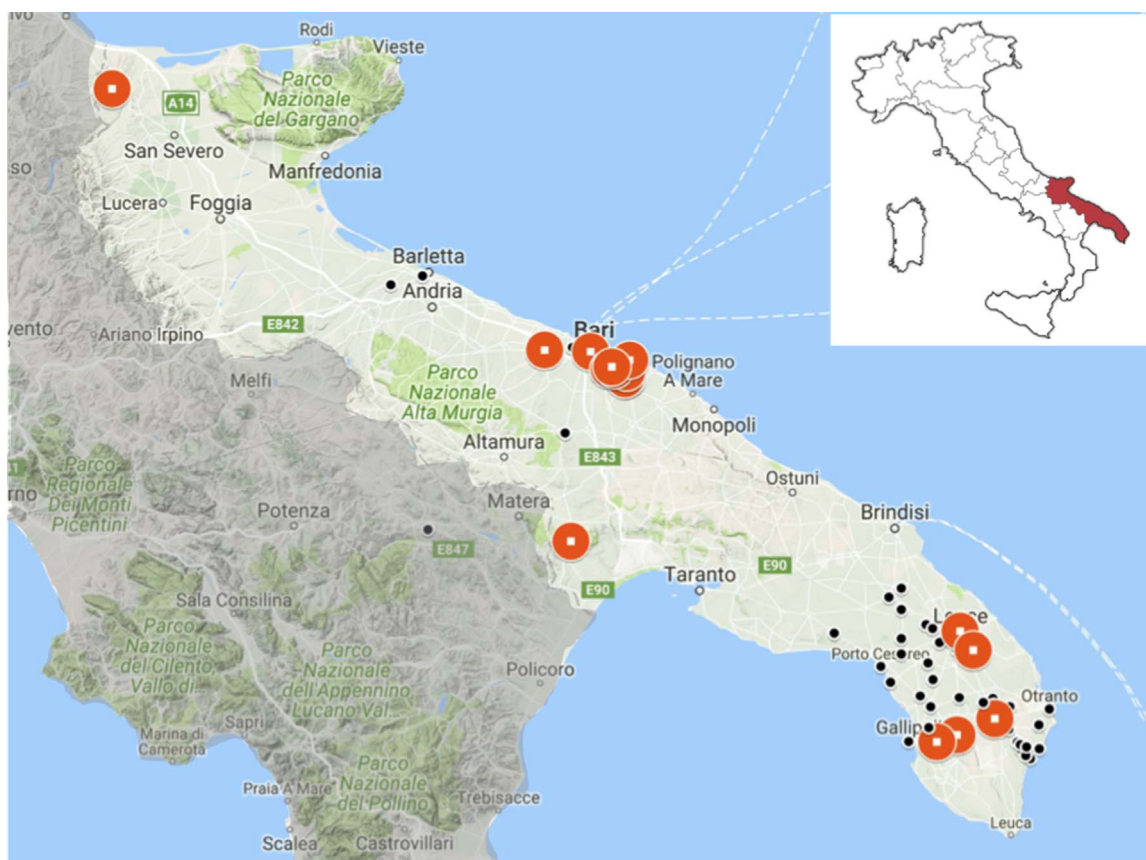 Rodi
Vieste
Parco
Nazionale
del Gargano
A14
San Severo
Manfredonia
Lucera
Foggia
Barletta
Andria
E842
Ariano Irpino
Bari
Polignano
A Mare
Melfi
Parco
Nazionale
Alta Murgia
Monopoli
Altamura
E843
Parco
Regionale
Dei Monti
Picentini
Ostuni
Matera
Potenza
Brindisi
E847
E90
Taranto
E90
Sala Consilina
Parco
Nazionale
del Cilento,
Vallo di...
Parco
Nazionale
dell'Appennino
Lucano Val...
Policoro
Porto Cesareo
Otranto
Sapri
Marina di
Camerota
Parco
Nazionale
del Pollino
Praia A Mare
Trebisacce
Scalea
Castrovillari
Leuca